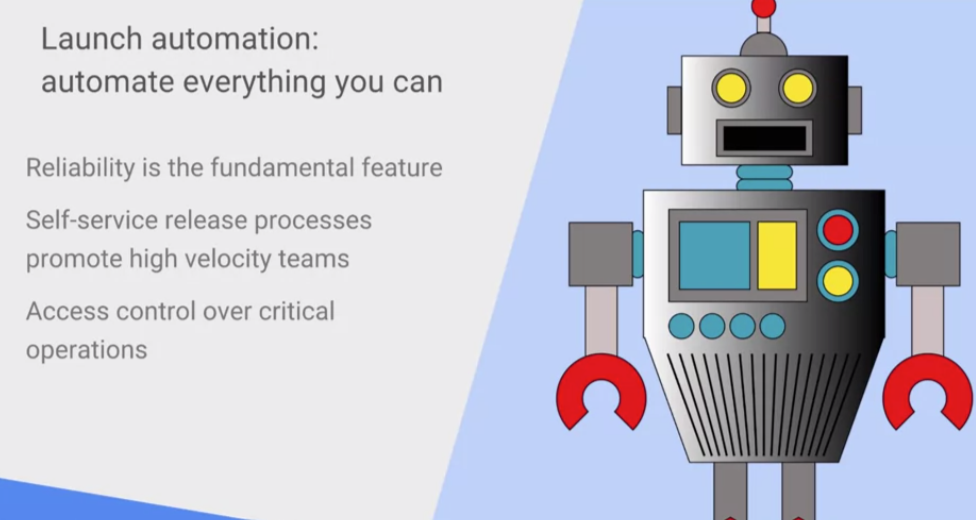 Launch automation:
automate everything you can
Reliability is the fundamental feature
Self-service release processes
promote high velocity teams
Access control over critical
operations